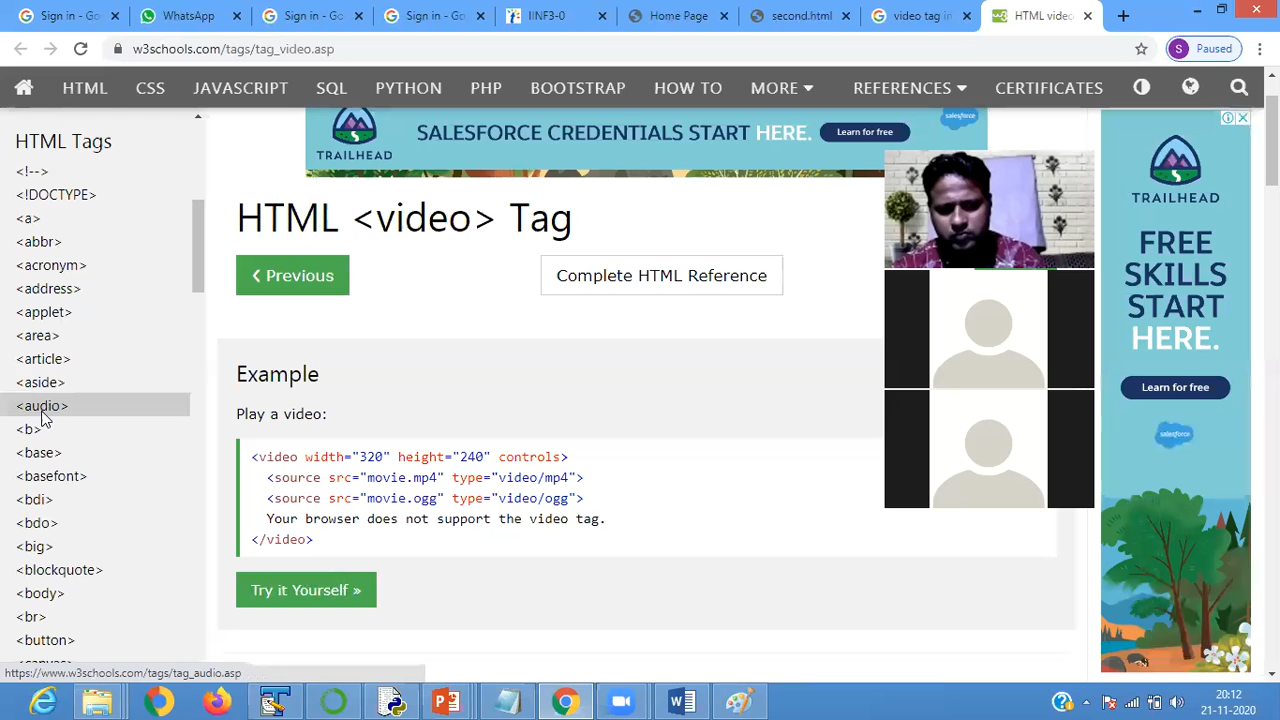 Sign in - Go
WhatsApp
Sign in - Go
Sign in - Go
IINF3-0
Home Page
second.html
video tag in
HTML video
w3schools.com/tags/tag_video.asp
S
Paused
HTML CSS JAVASCRIPT SQL PYTHON PHP BOOTSTRAP HOW TO MORE REFERENCES CERTIFICATES
HTML Tags
<!-->
<!DOCTYPE>
<a>
<abbr>
<acronym>
<address>
<applet>
<area>
<article>
<aside>
<audio>
<b>
<base>
<basefont>
<bdi>
<bdo>
<big>
<blockquote>
<body>
<br>
<button>
<canvas>
https://www.w3schools.com/tags/tag_audio.asp
TRAILHEAD
SALESFORCE CREDENTIALS START HERE.
Learn for free
salesforce
HTML <video> Tag
❮ Previous
Complete HTML Reference
Example
Play a video:
<video width="320" height="240" controls>
<source src="movie.mp4" type="video/mp4">
<source src="movie.ogg" type="video/ogg">
Your browser does not support the video tag.
</video>
Try it Yourself »
TRAILHEAD
FREE
SKILLS
START
HERE.
Learn for free
salesforce
20:12
21-11-2020